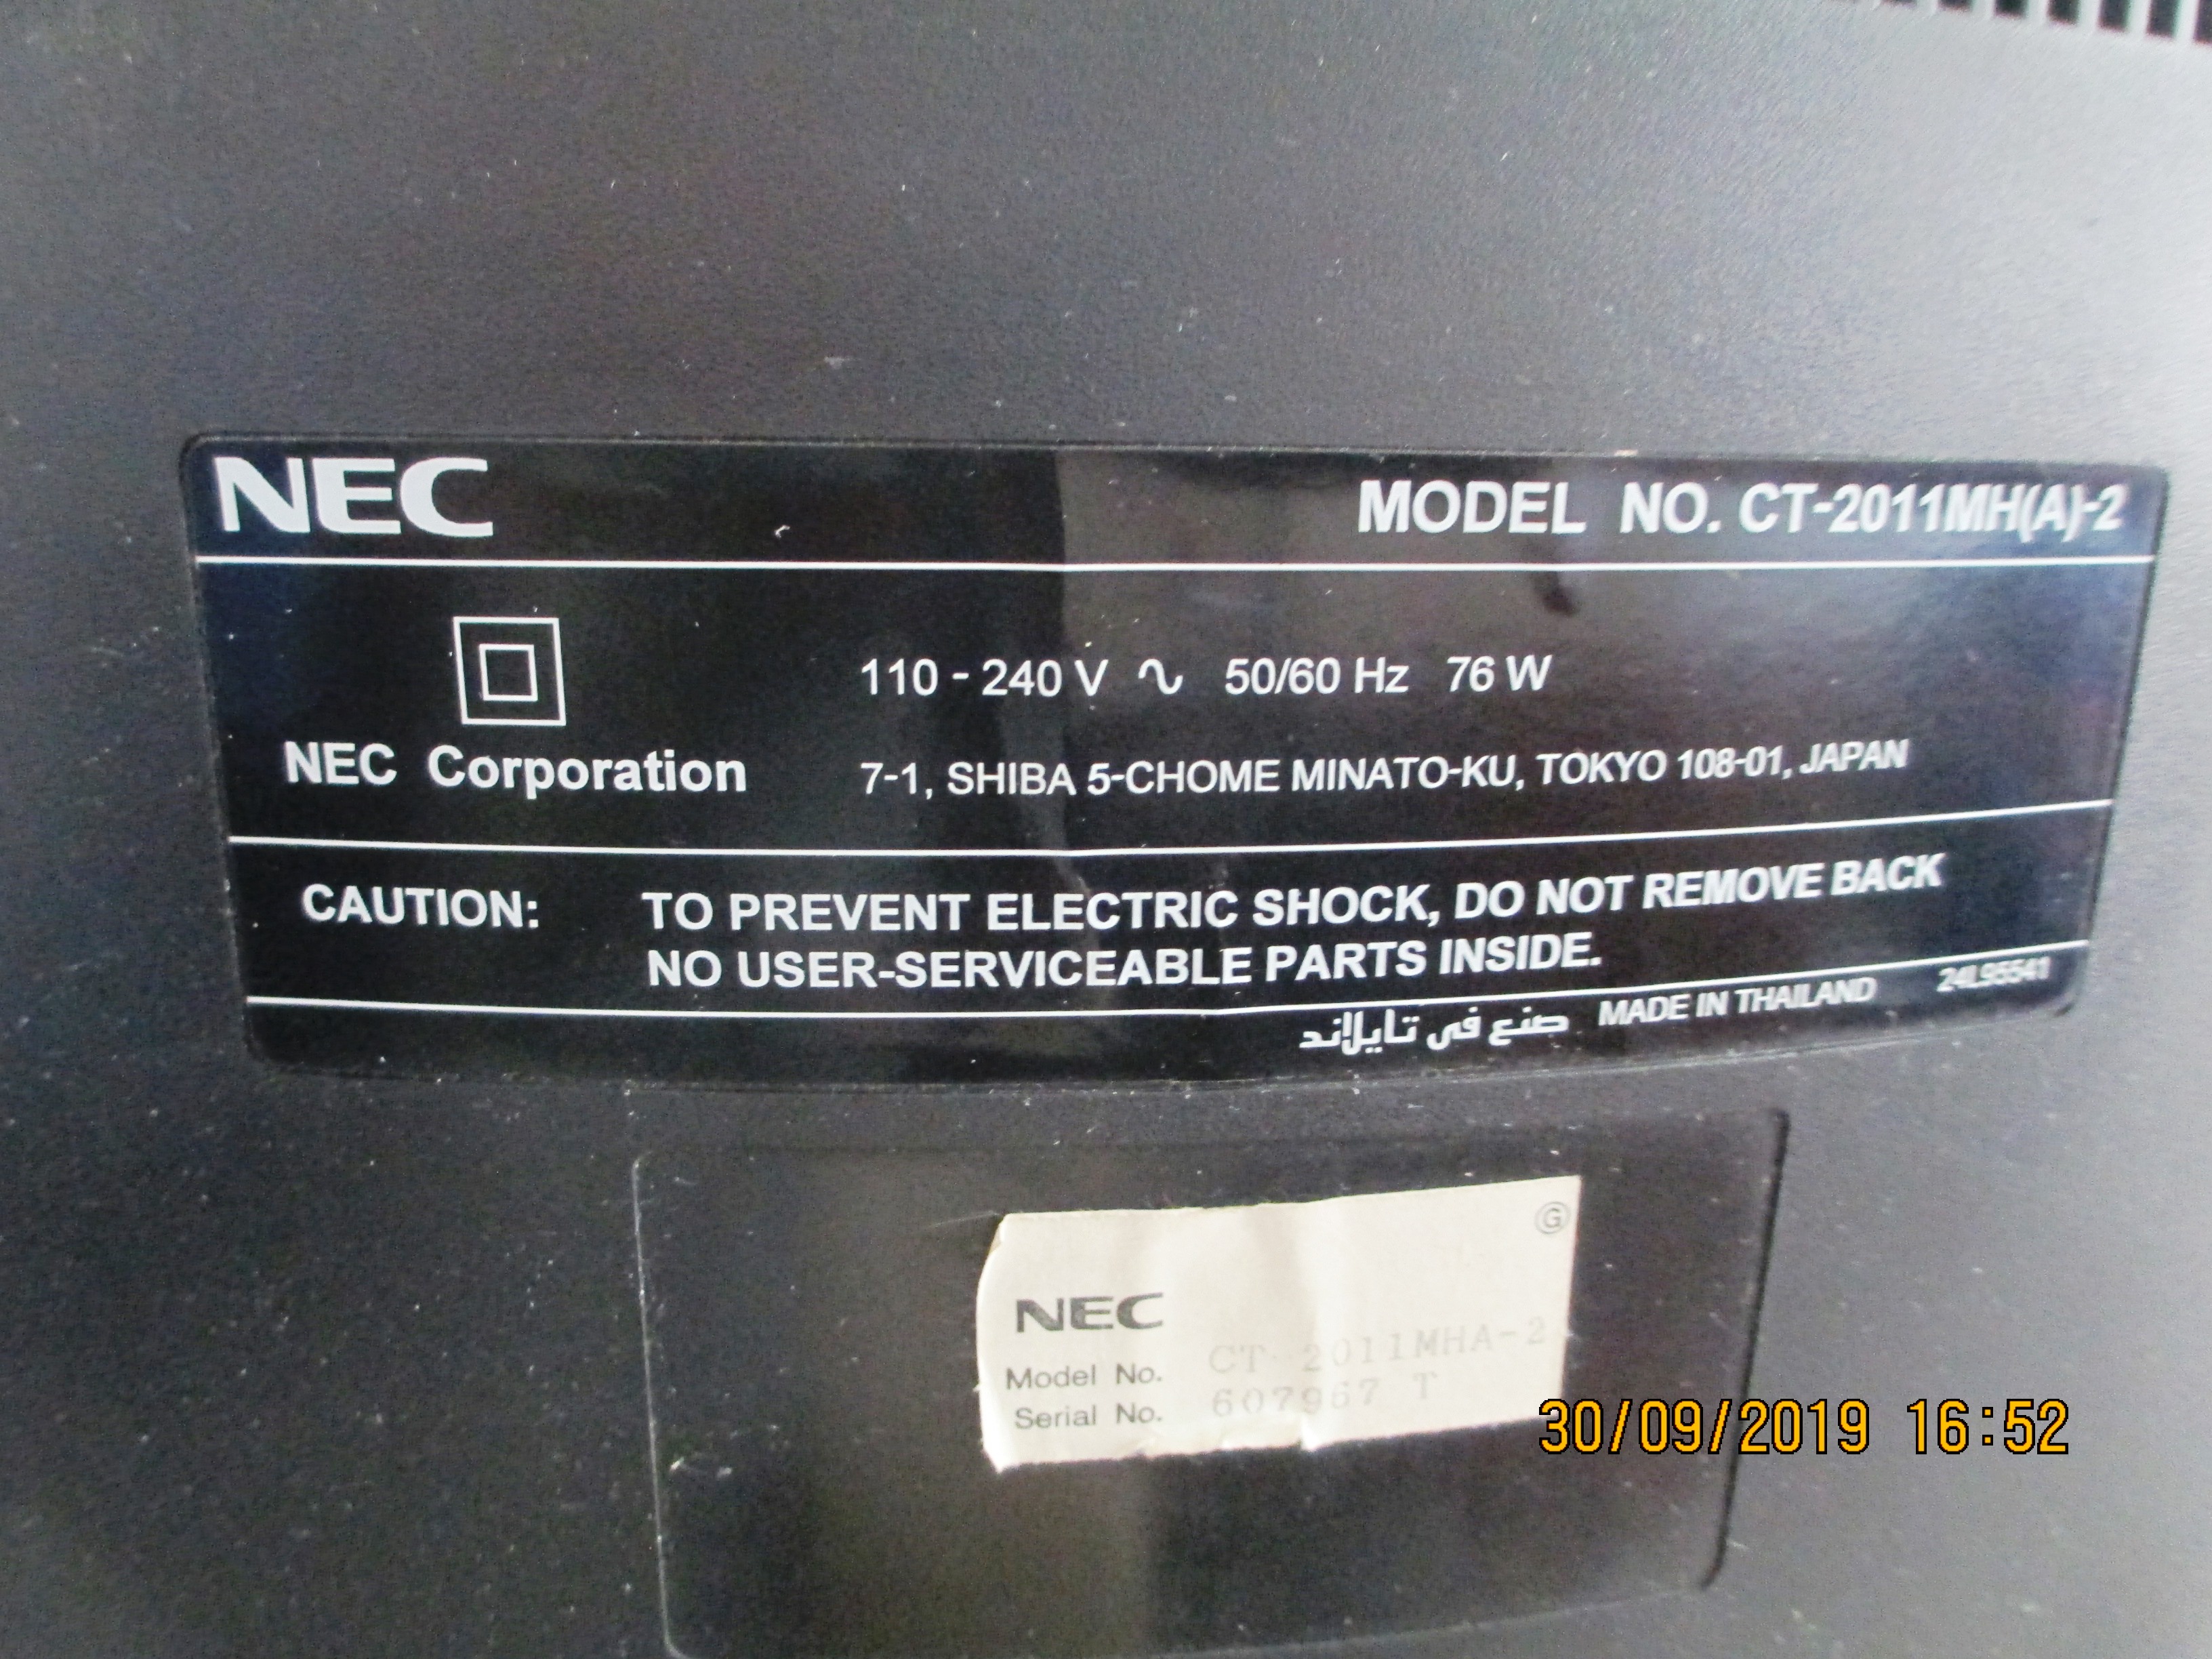 NEC MODEL NO. CT-2011MH(A)-2
110 - 240 V ∿ 50/60 Hz 76 W
NEC Corporation 7-1, SHIBA 5-CHOME MINATO-KU, TOKYO 108-01, JAPAN
CAUTION: TO PREVENT ELECTRIC SHOCK, DO NOT REMOVE BACK
NO USER-SERVICEABLE PARTS INSIDE.
صنع في تايلاند MADE IN THAILAND 24L95541
G
NEC
Model No. CT-2011MHA-2
Serial No. 607967 T
30/09/2019 16:52